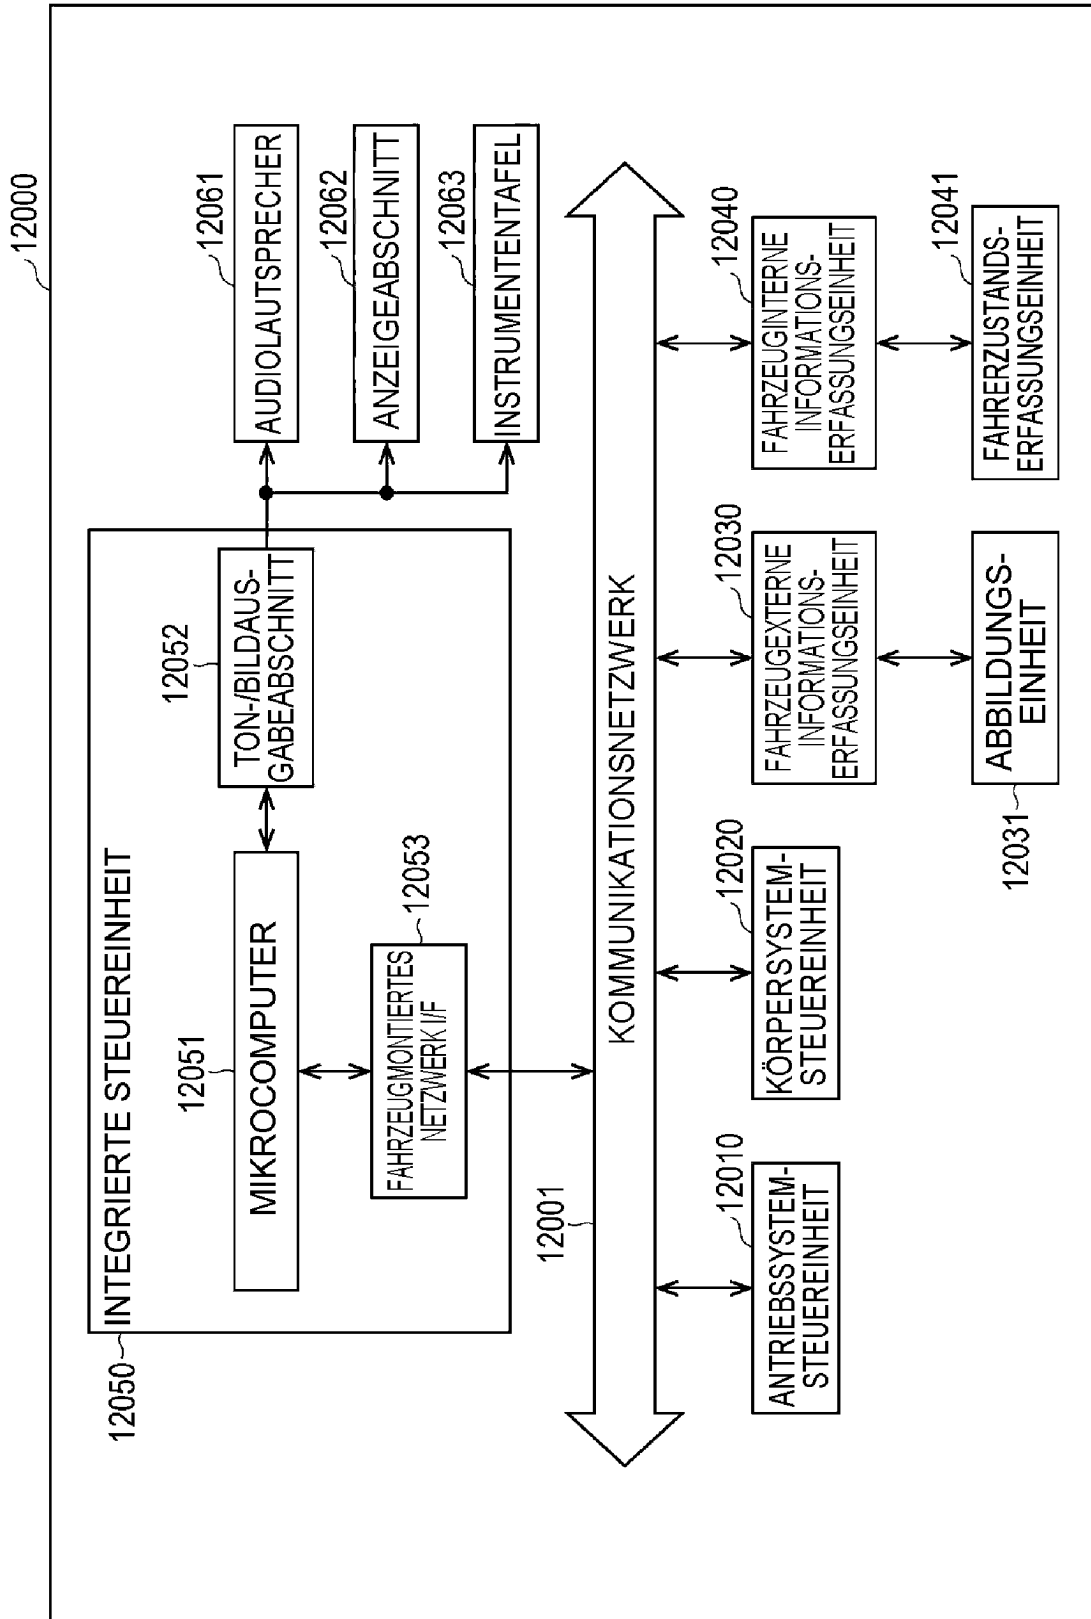 12000
12050
INTEGRIERTE STEUEREINHEIT
12051
MIKROCOMPUTER
12052
TON-/BILDAUS-
GABEABSCHNITT
12053
FAHRZEUGMONTIERTES
NETZWERK I/F
12061
AUDIOLAUTSPRECHER
12062
ANZEIGEABSCHNITT
12063
INSTRUMENTENTAFEL
12001
KOMMUNIKATIONSNETZWERK
12010
ANTRIEBSSYSTEM-
STEUEREINHEIT
12020
KÖRPERSYSTEM-
STEUEREINHEIT
12030
FAHRZEUGEXTERNE
INFORMATIONS-
ERFASSUNGSEINHEIT
12040
FAHRZEUGINTERNE
INFORMATIONS-
ERFASSUNGSEINHEIT
12031
ABBILDUNGS-
EINHEIT
12041
FAHRERZUSTANDS-
ERFASSUNGSEINHEIT